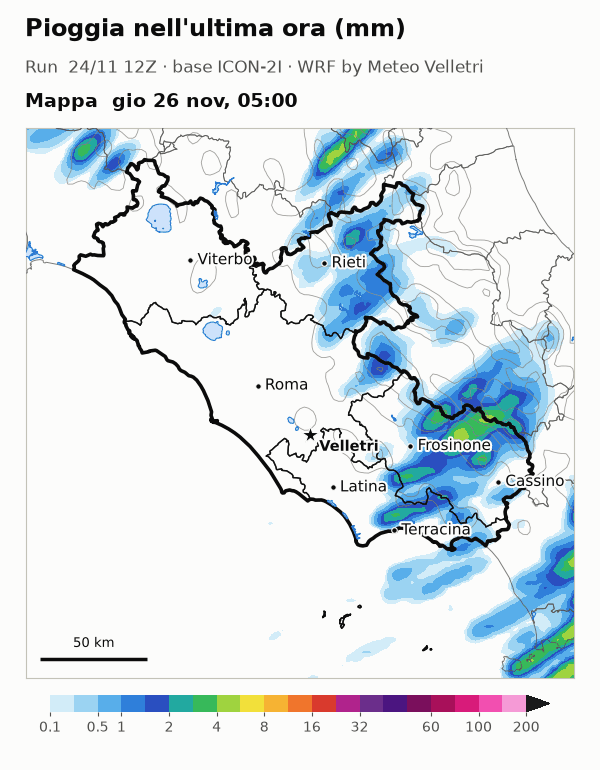 Pioggia nell'ultima ora (mm)
Run  24/11 12Z · base ICON-2I · WRF by Meteo Velletri
Mappa  gio 26 nov, 05:00
Viterbo
Rieti
Roma
Velletri
Frosinone
Latina
Cassino
Terracina
50 km
0.1 0.5 1 2 4 8 16 32 60 100 200